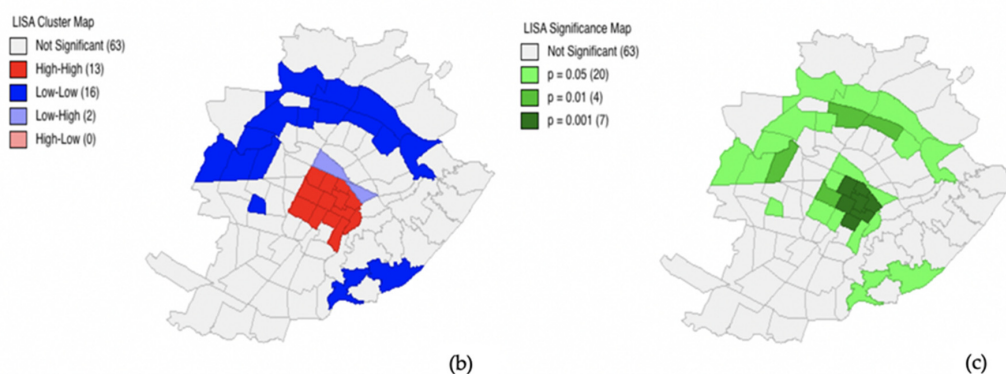 LISA Cluster Map
Not Significant (63)
High-High (13)
Low-Low (16)
Low-High (2)
High-Low (0)
(b)
LISA Significance Map
Not Significant (63)
p = 0.05 (20)
p = 0.01 (4)
p = 0.001 (7)
(c)